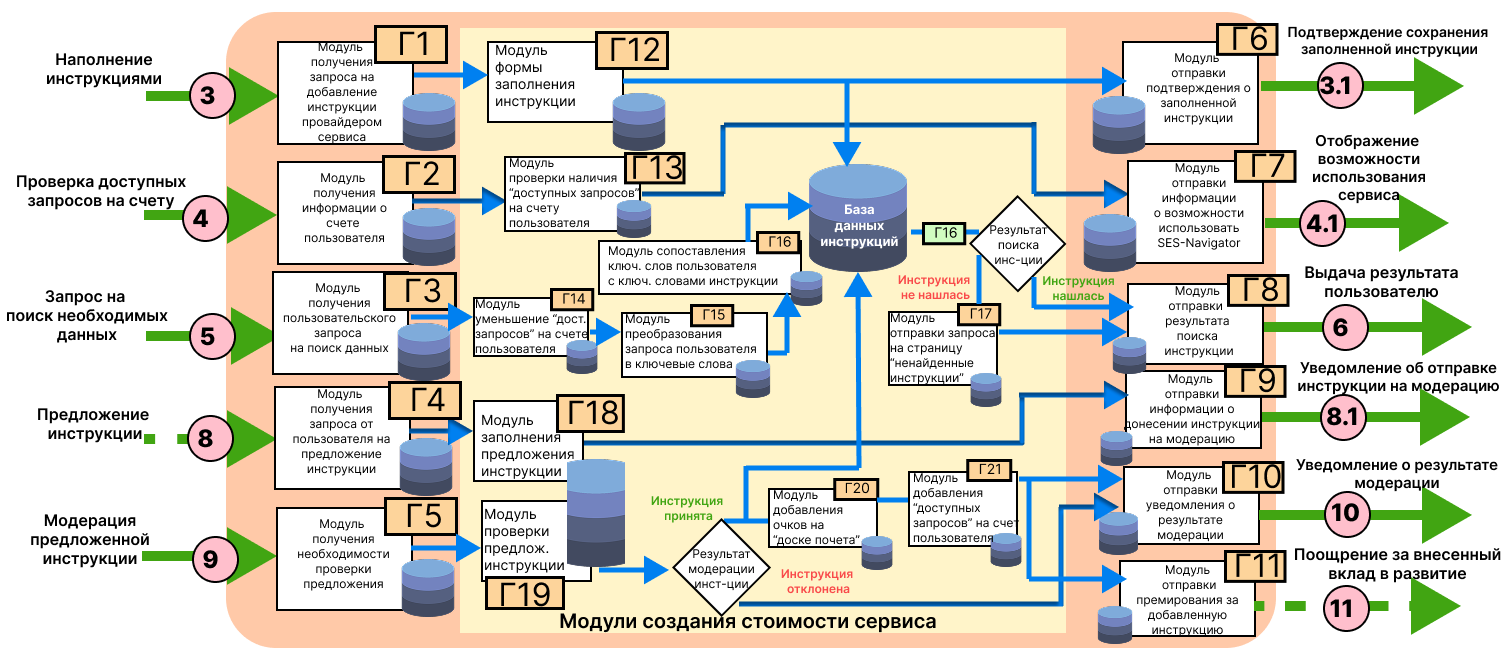 Наполнение
инструкциями
3
Проверка доступных
запросов на счету
4
Запрос на
поиск необходимых
данных
5
Предложение
инструкции
8
Модерация
предложенной
инструкции
9
Г1
Модуль
получения
запроса на
добавление
инструкции
провайдером
сервиса
Г2
Модуль
получения
информации о
счете
пользователя
Г3
Модуль
получения
пользовательского
запроса
на поиск данных
Г4
Модуль
получения
запроса от
пользователя на
предложение
инструкции
Г5
Модуль
получения
необходимости
проверки
предложения
Г12
Модуль
формы
заполнения
инструкции
Г13
Модуль
проверки наличия
“доступных запросов”
на счету
пользователя
Г16
Модуль сопоставления
ключ. слов пользователя
с ключ. словами инструкции
Г14
Модуль
уменьшение “дост.
запросов” на счете
пользователя
Г15
Модуль
преобразования
запроса пользователя
в ключевые слова
База
данных
инструкций
Г16
Результат
поиска
инс-ции
Инструкция
не нашлась
Инструкция
нашлась
Г17
Модуль
отправки запроса
на страницу
“ненайденные
инструкции”
Г18
Модуль
заполнения
предложения
инструкции
Модуль
проверки
предлож.
инструкции
Г19
Инструкция
принята
Результат
модерации
инст-ции
Инструкция
отклонена
Г20
Модуль
добавления
очков на
“доске почета”
Г21
Модуль
добавления
“доступных
запросов” на счет
пользователя
Модули создания стоимости сервиса
Г6
Модуль
отправки
подтверждения о
заполненной
инструкции
Г7
Модуль
отправки
информации
о возможности
использовать
SES-Navigator
Г8
Модуль
отправки
результата
поиска
инструкции
Г9
Модуль
отправки
информации о
донесении инструкции
на модерацию
Г10
Модуль
отправки
уведомления о
результате
модерации
Г11
Модуль
отправки
премирования за
добавленную
инструкцию
Подтверждение сохранения
заполненной инструкции
3.1
Отображение
возможности
использования
сервиса
4.1
Выдача результата
пользователю
6
Уведомление об отправке
инструкции на модерацию
8.1
Уведомление о результате
модерации
10
Поощрение за внесенный
вклад в развитие
11